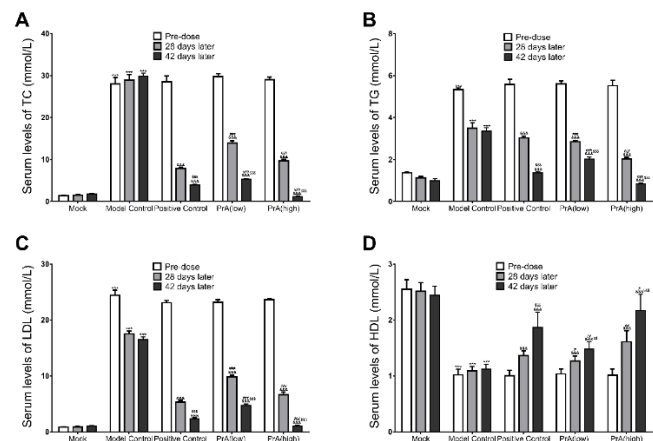 A
Pre-dose
28 days later
42 days later
Serum levels of TC (mmol/L)
40
30
20
10
0
Mock
Model Control
Positive Control
PrA(low)
PrA(high)
B
Pre-dose
28 days later
42 days later
Serum levels of TG (mmol/L)
8
6
4
2
0
Mock
Model Control
Positive Control
PrA(low)
PrA(high)
C
Pre-dose
28 days later
42 days later
Serum levels of LDL (mmol/L)
30
20
10
0
Mock
Model Control
Positive Control
PrA(low)
PrA(high)
D
Pre-dose
28 days later
42 days later
Serum levels of HDL (mmol/L)
3
2
1
0
Mock
Model Control
Positive Control
PrA(low)
PrA(high)